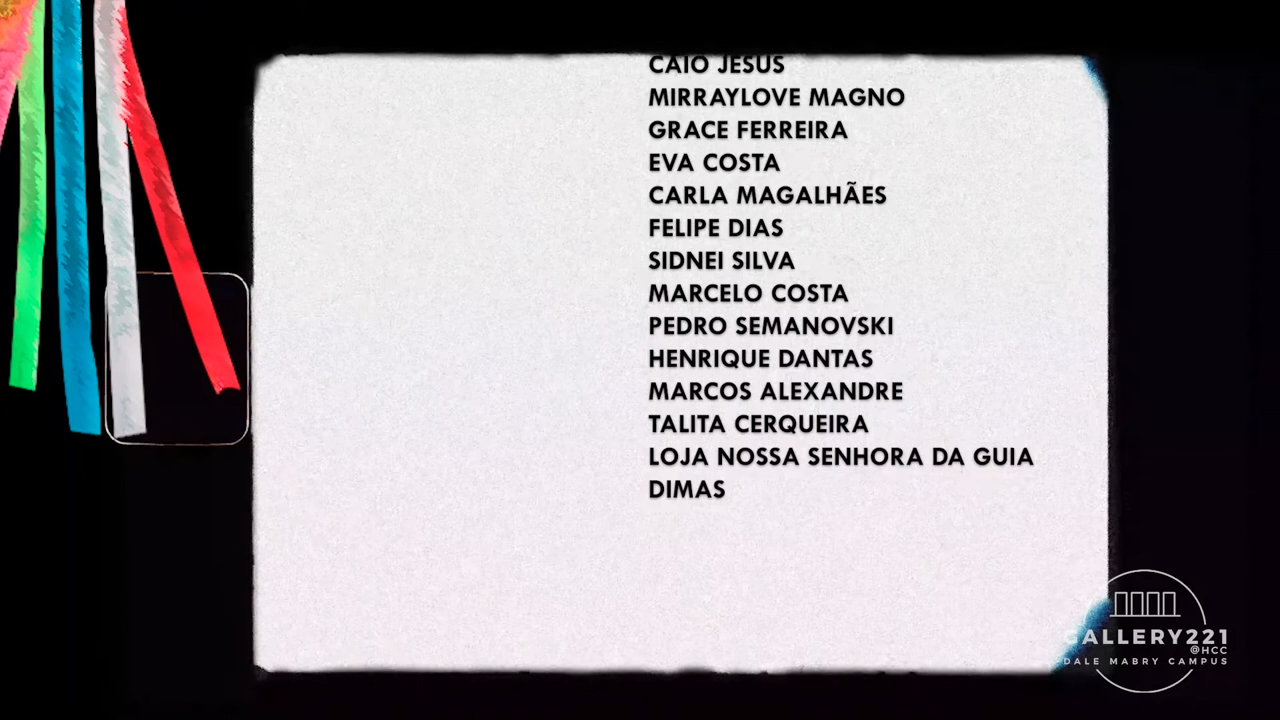 CAIO JESUS
MIRRAYLOVE MAGNO
GRACE FERREIRA
EVA COSTA
CARLA MAGALHÃES
FELIPE DIAS
SIDNEI SILVA
MARCELO COSTA
PEDRO SEMANOVSKI
HENRIQUE DANTAS
MARCOS ALEXANDRE
TALITA CERQUEIRA
LOJA NOSSA SENHORA DA GUIA
DIMAS
GALLERY221
@HCC
DALE MABRY CAMPUS